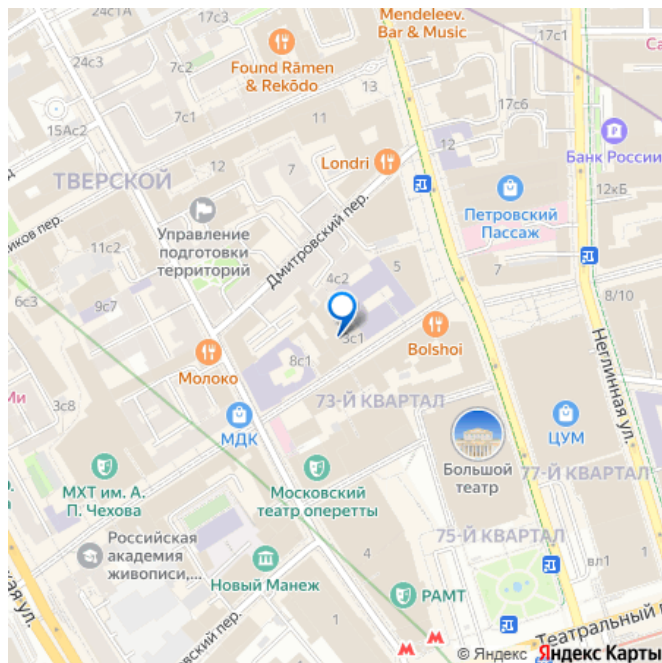 17с3
24с3
Mendeleev.
Bar & Music
17с1
7с2
Found Rāmen
& Rekōdo
17с6
7с1
11
15Ас2
12
Банк России
12
7
Londri
ТВЕРСКОЙ
Петровский
Пассаж
12кБ
Управление
подготовки
территорий
Дмитровский пер.
11с2
5
4с2
7
6с3
9с7
8/10
3с1
Bolshoi
Неглинная ул.
Молоко
8с1
73-Й КВАРТАЛ
3с8
МДК
ЦУМ
Большой
театр
77-Й КВАРТАЛ
МХТ им. А.
П. Чехова
Московский
театр оперетты
75-Й КВАРТАЛ
Российская
академия
живописи,...
4
вл1
1
Новый Манеж
РАМТ
Театральный
1
© Яндекс Яндекс Карты